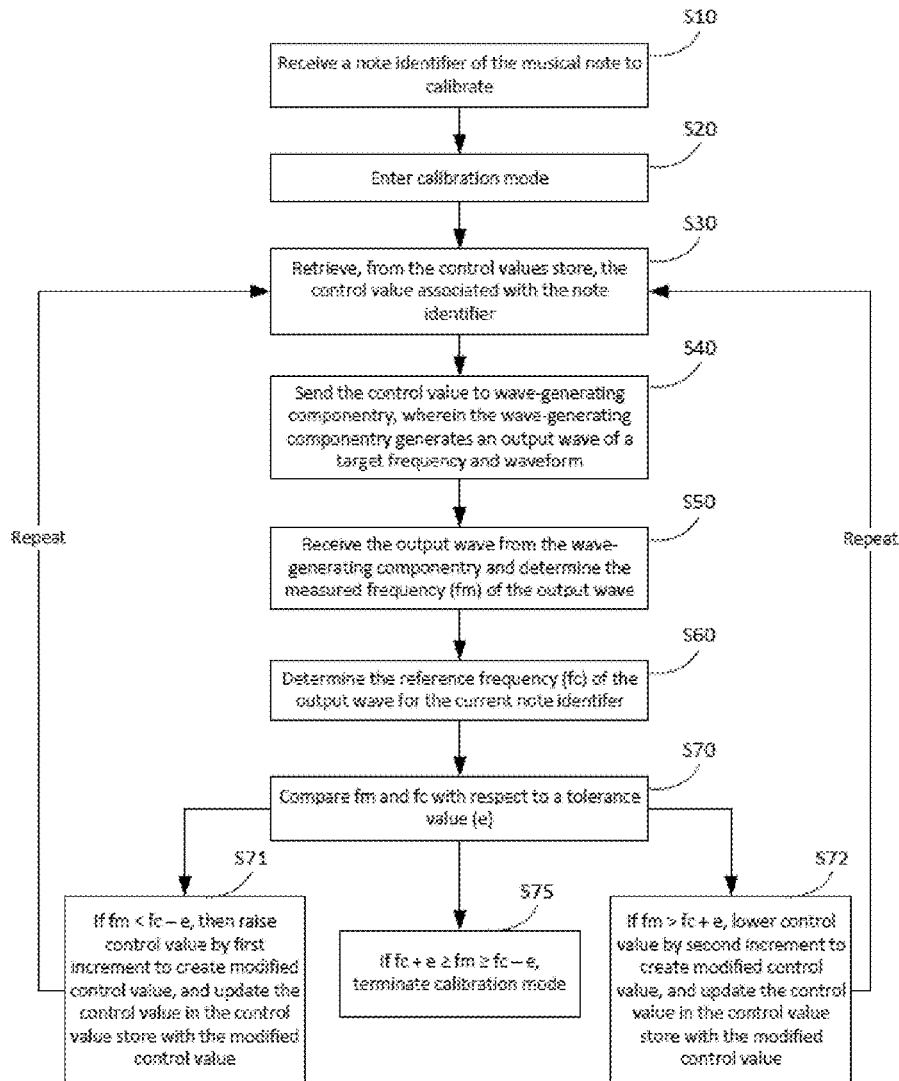 S10
Receive a note identifier of the musical note to
calibrate
S20
Enter calibration mode
S30
Retrieve, from the control values store, the
control value associated with the note
identifier
S40
Send the control value to wave-generating
componentry, wherein the wave-generating
componentry generates an output wave of a
target frequency and waveform
S50
Repeat
Receive the output wave from the wave-
generating componentry and determine the
measured frequency (fm) of the output wave
Repeat
S60
Determine the reference frequency (fc) of the
output wave for the current note identifer
S70
Compare fm and fc with respect to a tolerance
value (e)
S71
If fm < fc – e, then raise
control value by first
increment to create modified
control value, and update the
control value in the control
value store with the modified
control value
S75
If fc + e ≥ fm ≥ fc – e,
terminate calibration mode
S72
If fm > fc + e, lower control
value by second increment to
create modified control
value, and update the control
value in the control value
store with the modified
control value